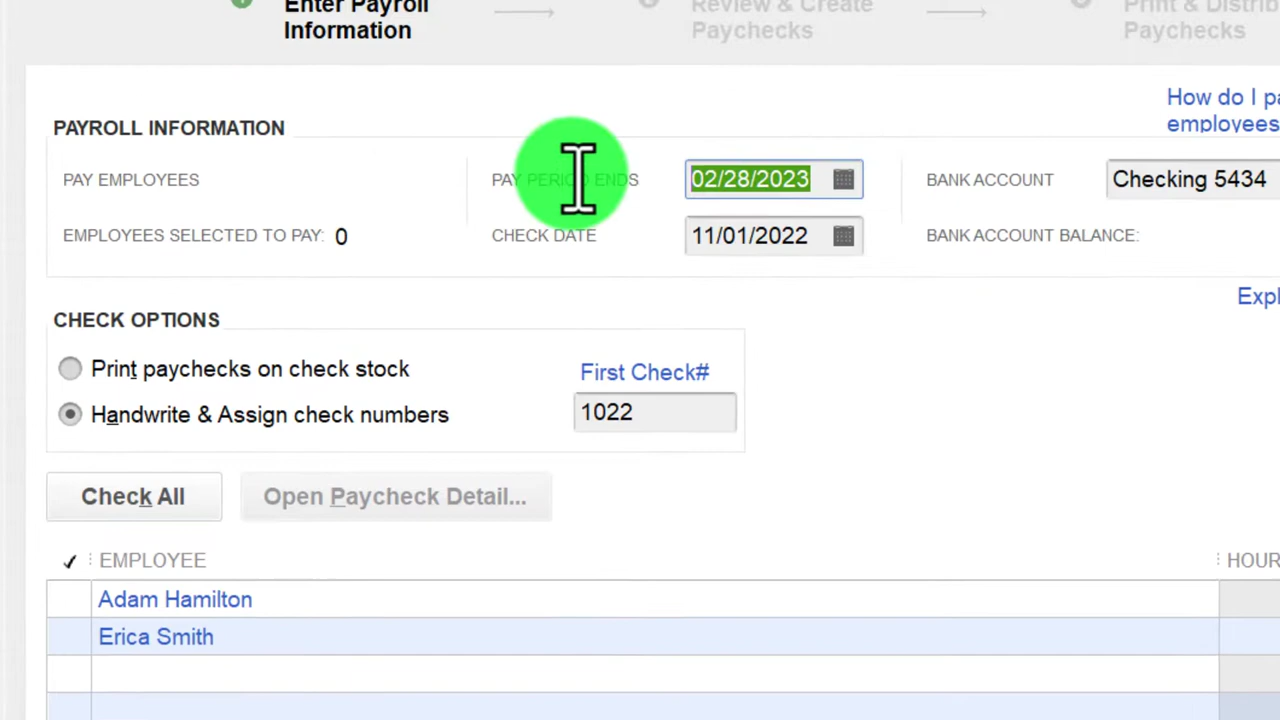 Enter Payroll
Information
Review & Create
Paychecks
Print & Distrib
Paychecks
How do I pa
employees
PAYROLL INFORMATION
PAY EMPLOYEES
PAY PERIOD ENDS
02/28/2023
BANK ACCOUNT
Checking 5434
EMPLOYEES SELECTED TO PAY: 0
CHECK DATE
11/01/2022
BANK ACCOUNT BALANCE:
Expl
CHECK OPTIONS
Print paychecks on check stock
First Check#
Handwrite & Assign check numbers
1022
Check All
Open Paycheck Detail...
✓ EMPLOYEE
HOUR
Adam Hamilton
Erica Smith